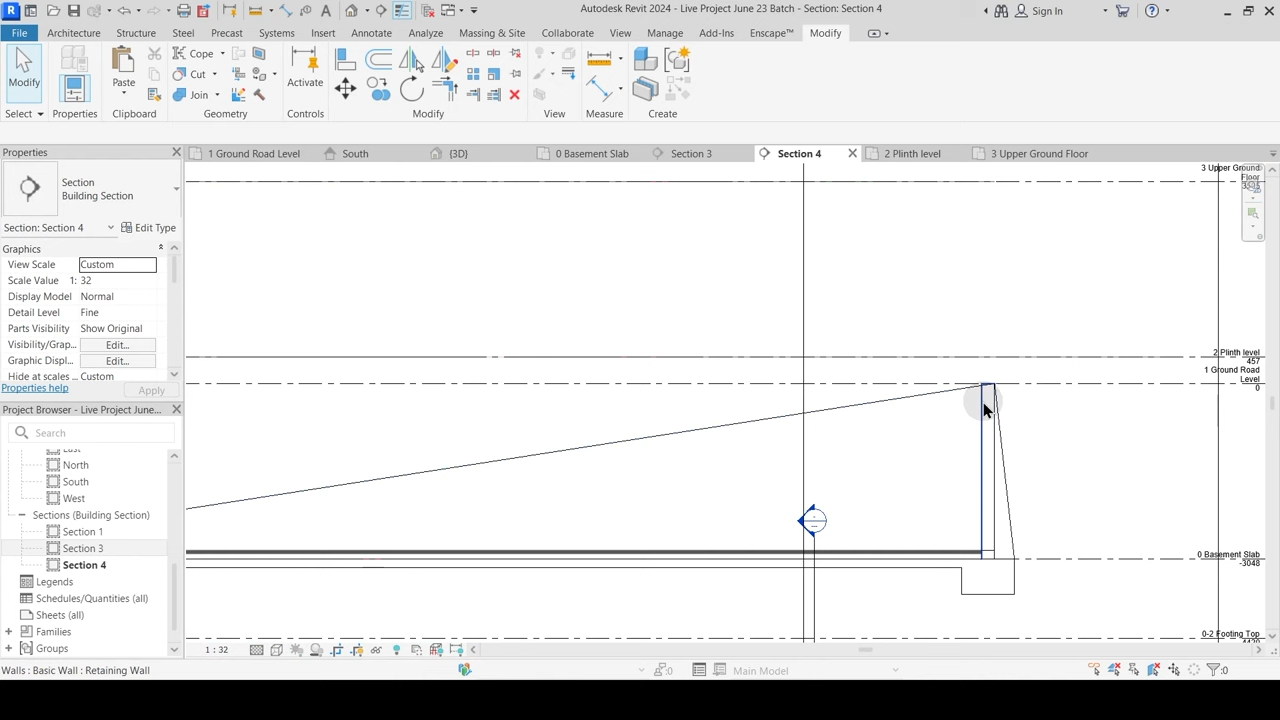 Autodesk Revit 2024 - Live Project June 23 Batch - Section: Section 4
Sign In
File Architecture Structure Steel Precast Systems Insert Annotate Analyze Massing & Site Collaborate View Manage Add-Ins Enscape™ Modify
Modify
Paste
Cope
Cut
Join
Activate
Select Properties Clipboard Geometry Controls Modify View Measure Create
Properties
1 Ground Road Level South {3D} 0 Basement Slab Section 3 Section 4 2 Plinth level 3 Upper Ground Floor
Section
Building Section
Section: Section 4 Edit Type
Graphics
View Scale Custom
Scale Value 1: 32
Display Model Normal
Detail Level Fine
Parts Visibility Show Original
Visibility/Grap... Edit...
Graphic Displ... Edit...
Hide at scales ... Custom
Properties help Apply
Project Browser - Live Project June...
Search
East
North
South
West
Sections (Building Section)
Section 1
Section 3
Section 4
Legends
Schedules/Quantities (all)
Sheets (all)
Families
Groups
3 Upper Ground
Floor
2 Plinth level
457
1 Ground Road
Level
0
0 Basement Slab
-3048
0-2 Footing Top
1 : 32
Walls : Basic Wall : Retaining Wall
:0
Main Model
:0